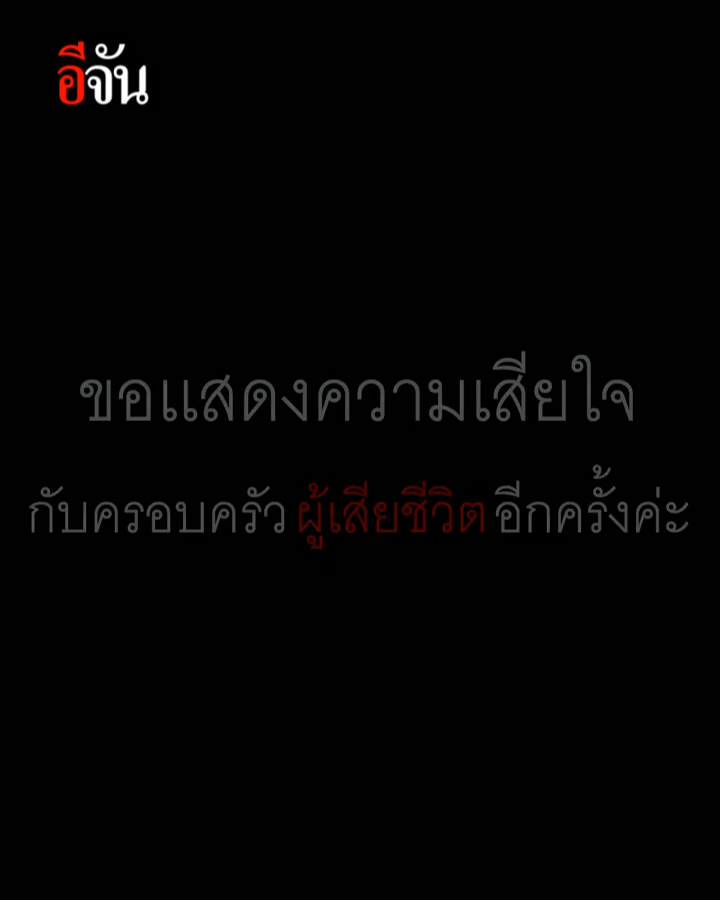 อีจัน
ขอแสดงความเสียใจ
กับครอบครัว ผู้เสียชีวิต อีกครั้งค่ะ